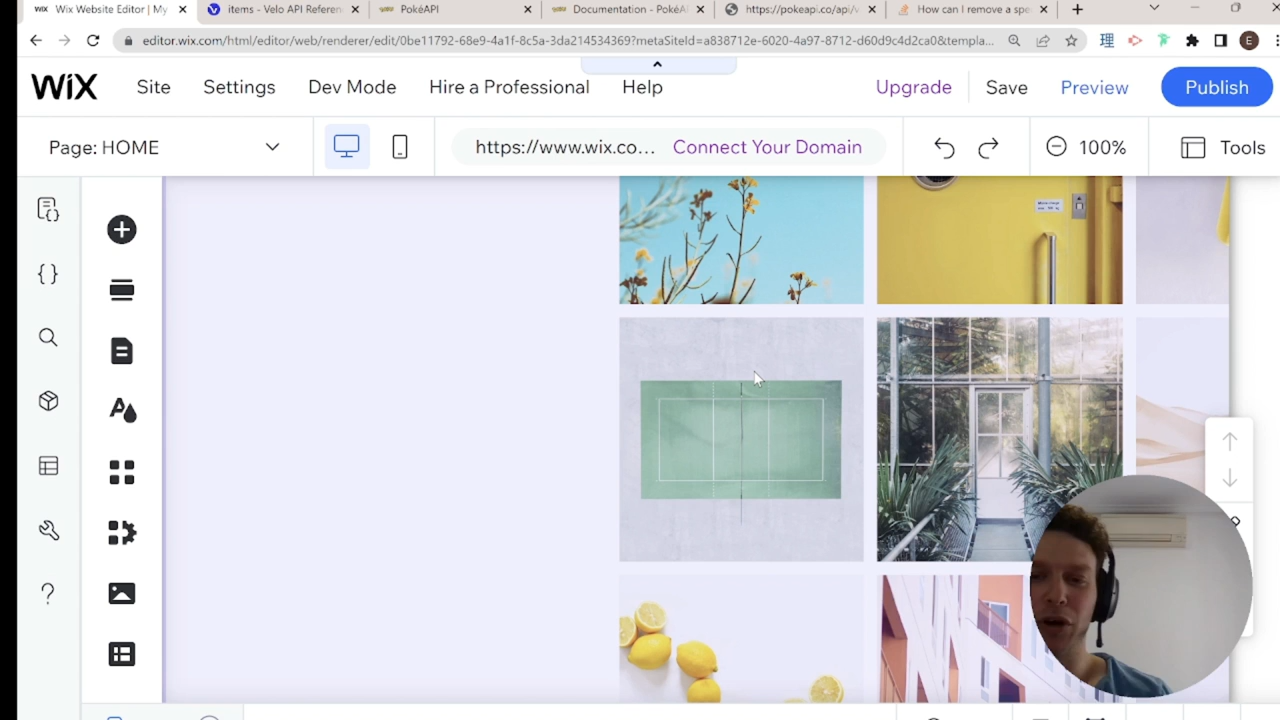 WiX Wix Website Editor | My
items - Velo API Referen
PokéAPI
Documentation - PokéA
https://pokeapi.co/api/v
How can I remove a spe
editor.wix.com/html/editor/web/renderer/edit/0be11792-68e9-4a1f-8c5a-3da214534369?metaSiteId=a838712e-6020-4a97-8712-d60d9c4d2ca0&templa...
理
E
WiX
Site
Settings
Dev Mode
Hire a Professional
Help
Upgrade
Save
Preview
Publish
Page: HOME
https://www.wix.co...
Connect Your Domain
100%
Tools